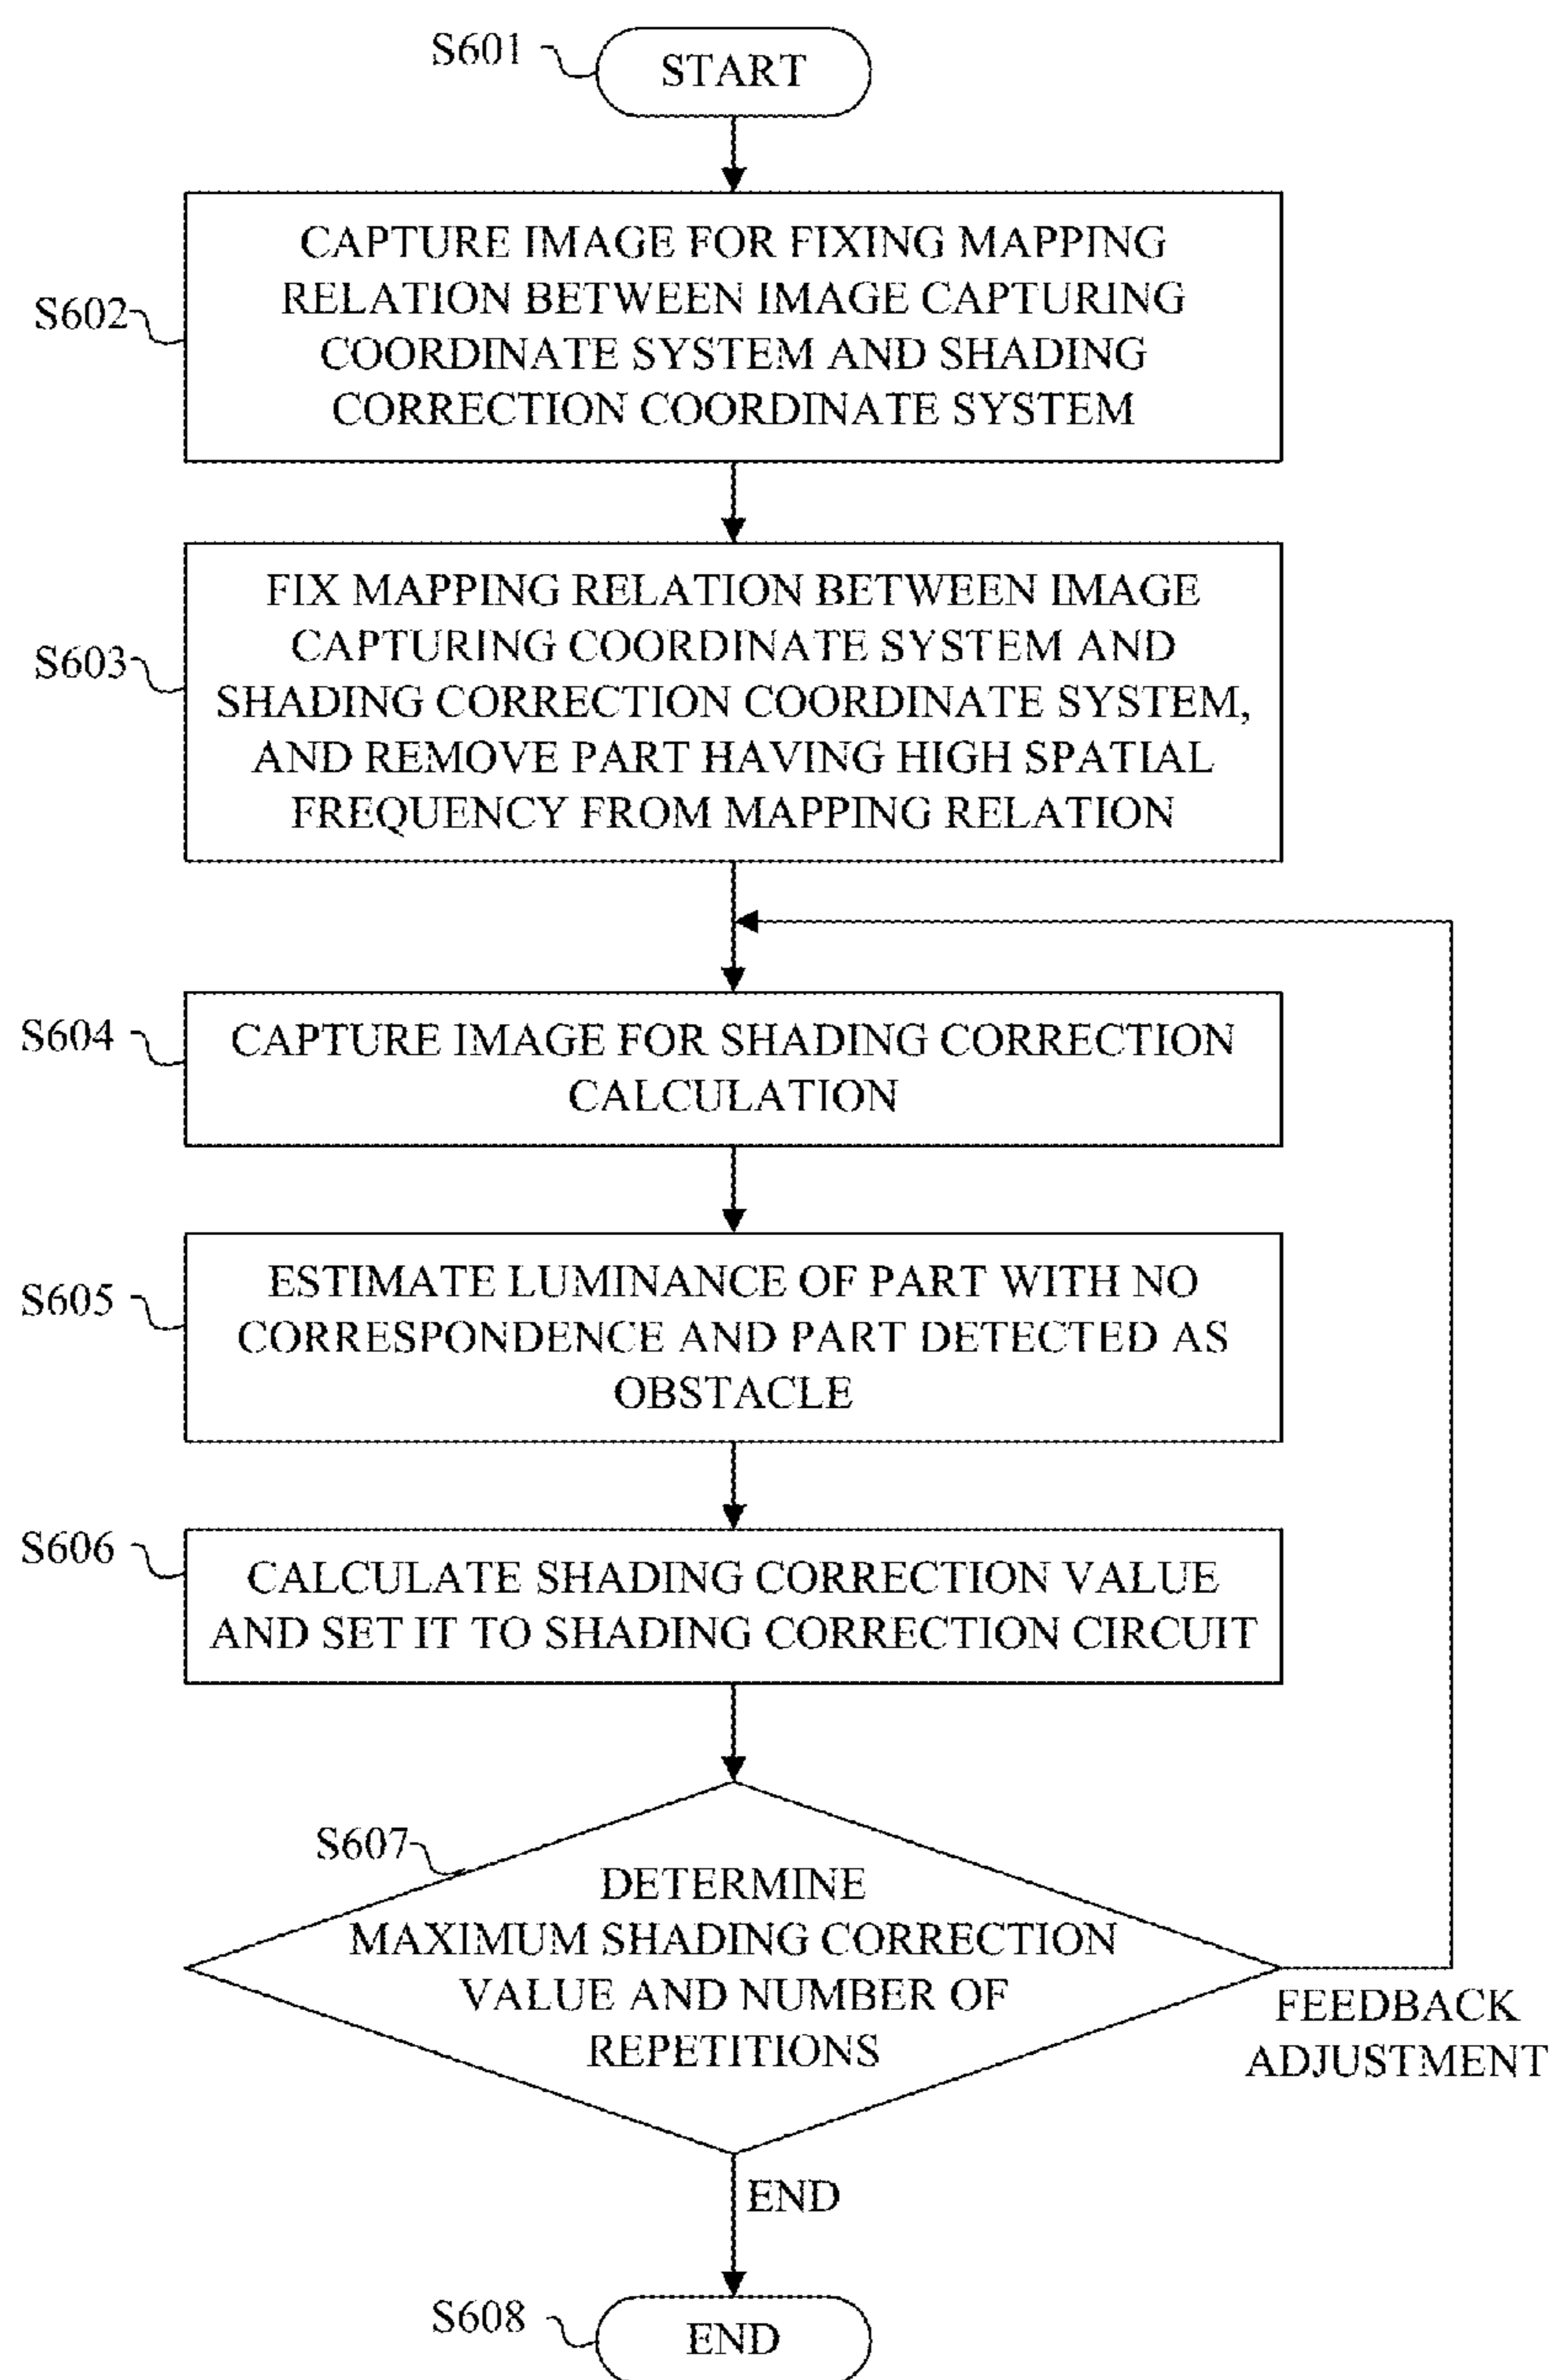 S601
START
CAPTURE IMAGE FOR FIXING MAPPING
RELATION BETWEEN IMAGE CAPTURING
COORDINATE SYSTEM AND SHADING
CORRECTION COORDINATE SYSTEM
S602
FIX MAPPING RELATION BETWEEN IMAGE
CAPTURING COORDINATE SYSTEM AND
SHADING CORRECTION COORDINATE SYSTEM,
AND REMOVE PART HAVING HIGH SPATIAL
FREQUENCY FROM MAPPING RELATION
S603
S604
CAPTURE IMAGE FOR SHADING CORRECTION
CALCULATION
S605
ESTIMATE LUMINANCE OF PART WITH NO
CORRESPONDENCE AND PART DETECTED AS
OBSTACLE
S606
CALCULATE SHADING CORRECTION VALUE
AND SET IT TO SHADING CORRECTION CIRCUIT
S607
DETERMINE
MAXIMUM SHADING CORRECTION
VALUE AND NUMBER OF
REPETITIONS
FEEDBACK
ADJUSTMENT
END
S608
END